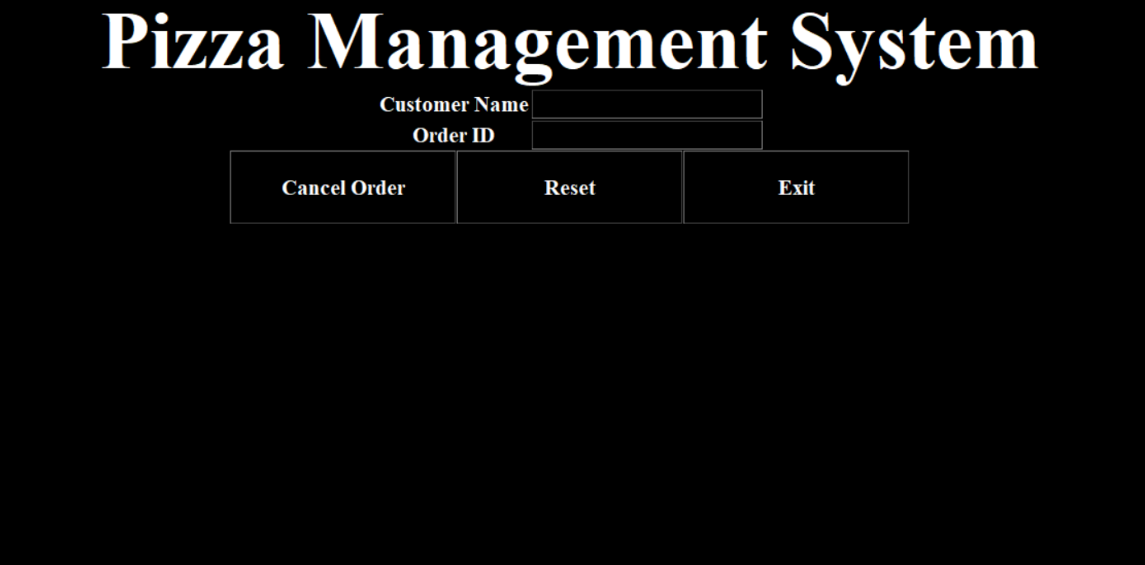 Pizza Management System
Customer Name
Order ID
Cancel Order Reset Exit